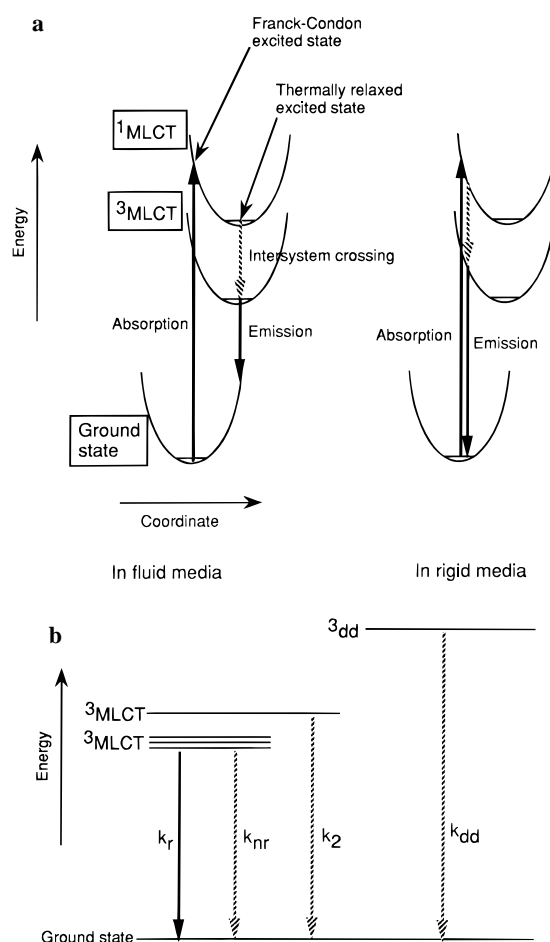 a
Franck-Condon
excited state
Thermally relaxed
excited state
1MLCT
3MLCT
Energy
Intersystem crossing
Absorption
Emission
Absorption
Emission
Ground
state
Coordinate
In fluid media
In rigid media
b
3dd
3MLCT
3MLCT
Energy
kr
knr
k2
kdd
Ground state